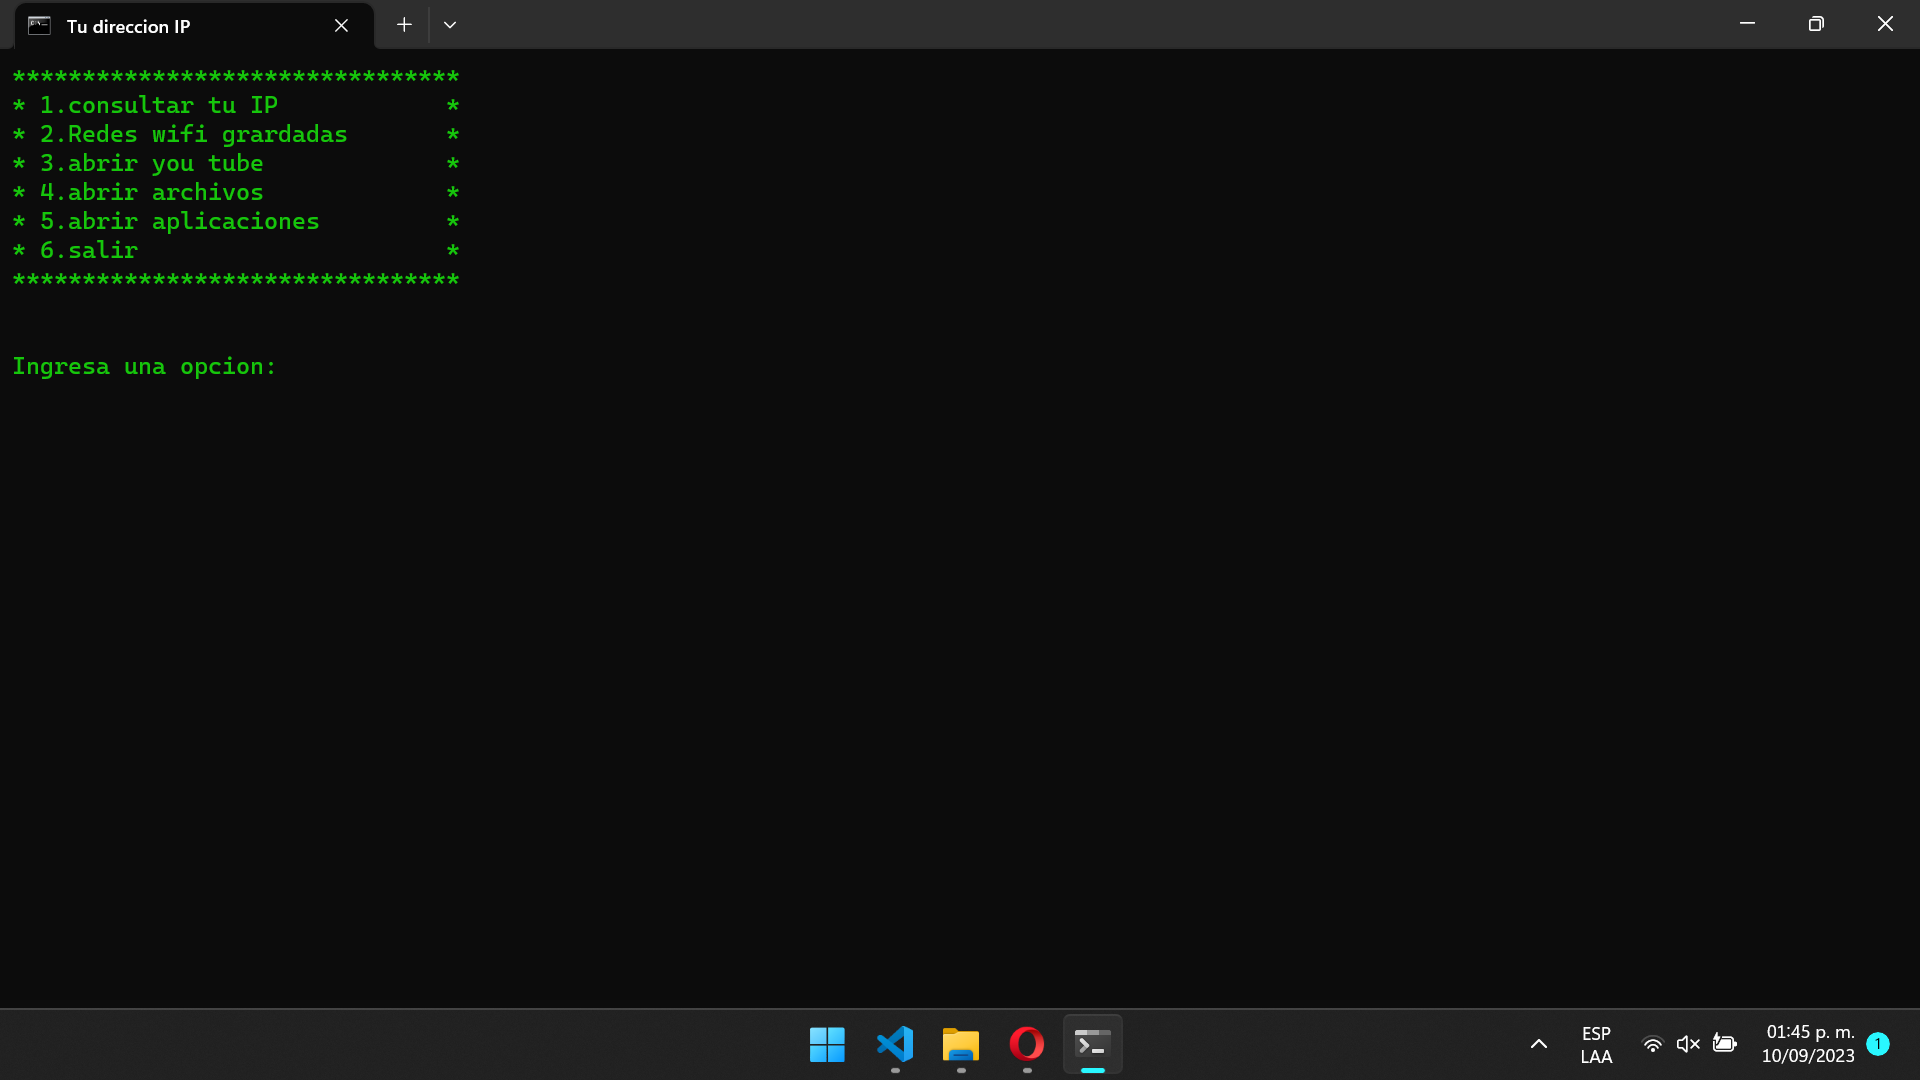 Tu direccion IP
********************************
* 1.consultar tu IP            *
* 2.Redes wifi grardadas       *
* 3.abrir you tube             *
* 4.abrir archivos             *
* 5.abrir aplicaciones         *
* 6.salir                      *
********************************
Ingresa una opcion:
ESP
LAA
01:45 p. m.
10/09/2023
1